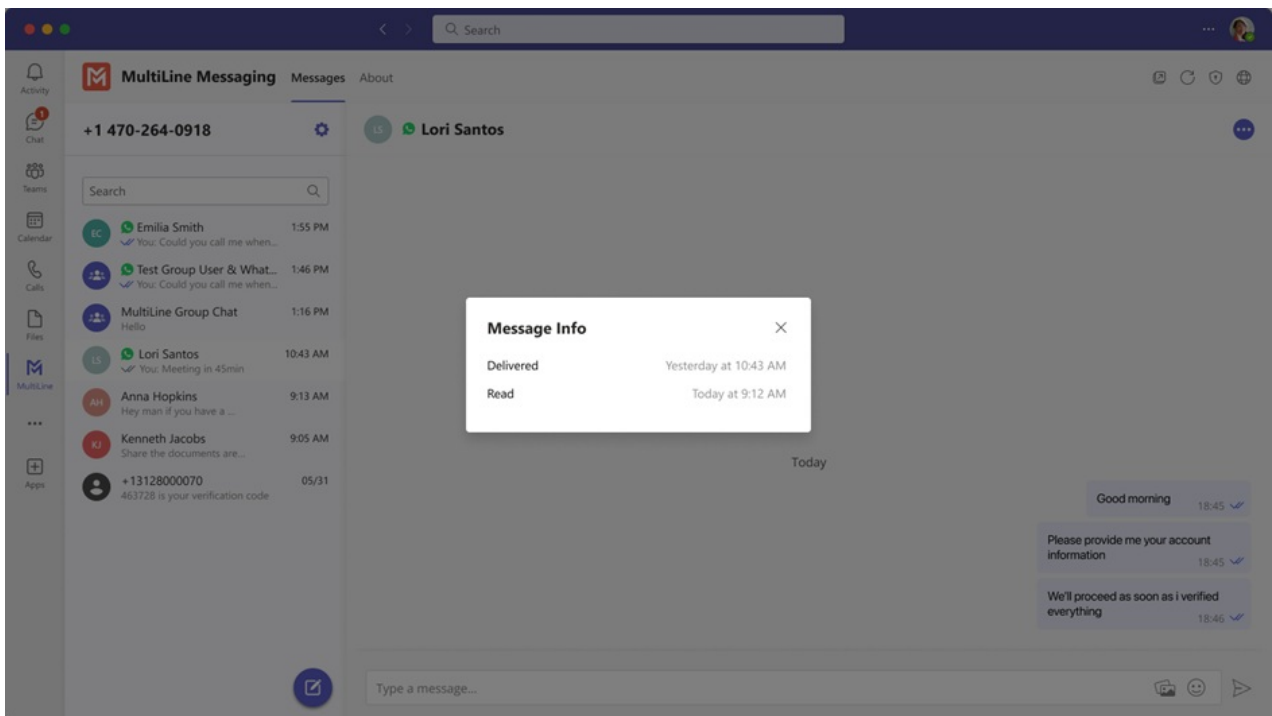 Search
Activity
Chat
1
Teams
Calendar
Calls
Files
MultiLine
Apps
MultiLine Messaging
Messages
About
+1 470-264-0918
Search
EC
Emilia Smith
1:55 PM
You: Could you call me when...
Test Group User & What...
1:46 PM
You: Could you call me when...
MultiLine Group Chat
1:16 PM
Hello
LS
Lori Santos
10:43 AM
You: Meeting in 45min
AH
Anna Hopkins
9:13 AM
Hey man if you have a ...
KJ
Kenneth Jacobs
9:05 AM
Share the documents are...
+13128000070
05/31
463728 is your verification code
LS
Lori Santos
Message Info
Delivered
Yesterday at 10:43 AM
Read
Today at 9:12 AM
Today
Good morning
18:45
Please provide me your account
information
18:45
We'll proceed as soon as i verified
everything
18:46
Type a message...